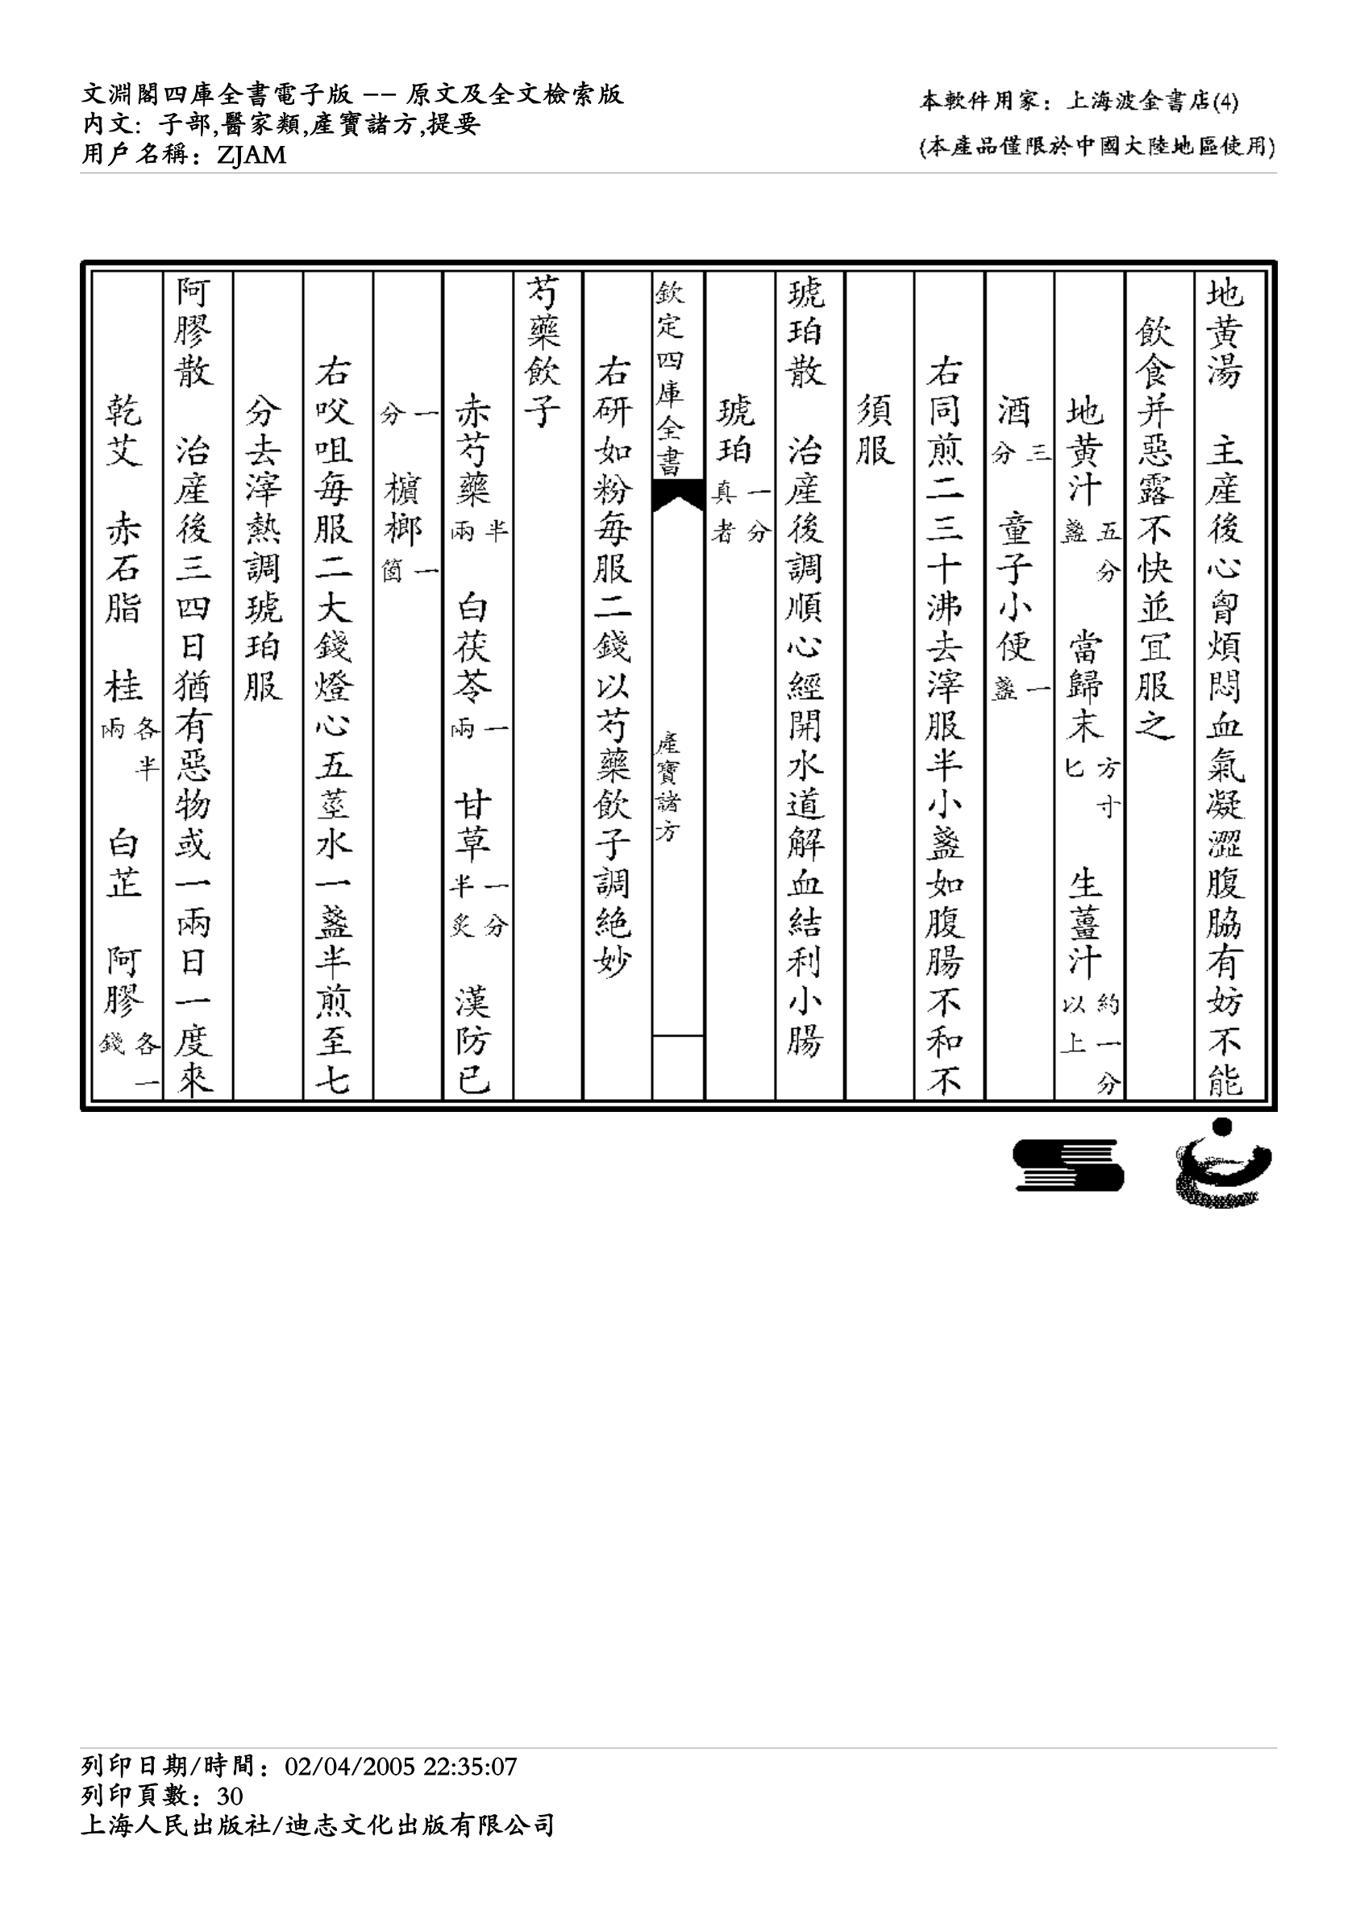 文淵閣四庫全書電子版 -- 原文及全文檢索版
內文: 子部,醫家類,產寶諸方,提要
用戶名稱: ZJAM
本軟件用家: 上海波金書店(4)
(本產品僅限於中國大陸地區使用)
地黄湯 主產後心胷煩悶血氣凝澀腹脇有妨不能
飲食并惡露不快並冝服之
地黄汁五分盞 當歸末方寸匕 生薑汁約一分以上
酒三分 童子小便一盞
右同煎二三十沸去滓服半小盞如腹腸不和不
須服
琥珀散 治產後調順心經開水道解血結利小腸
琥珀一分真者
欽定四庫全書 產寶諸方
右研如粉每服二錢以芍藥飲子調絶妙
芍藥飲子
赤芍藥半兩 白茯苓一兩 甘草一分半炙 漢防已
一分 檳榔一箇
右㕮咀每服二大錢燈心五莖水一盞半煎至七
分去滓熱調琥珀服
阿膠散 治產後三四日猶有惡物或一兩日一度來
乾艾 赤石脂 桂各半兩 白芷 阿膠各一錢
列印日期/時間: 02/04/2005 22:35:07
列印頁數: 30
上海人民出版社/迪志文化出版有限公司